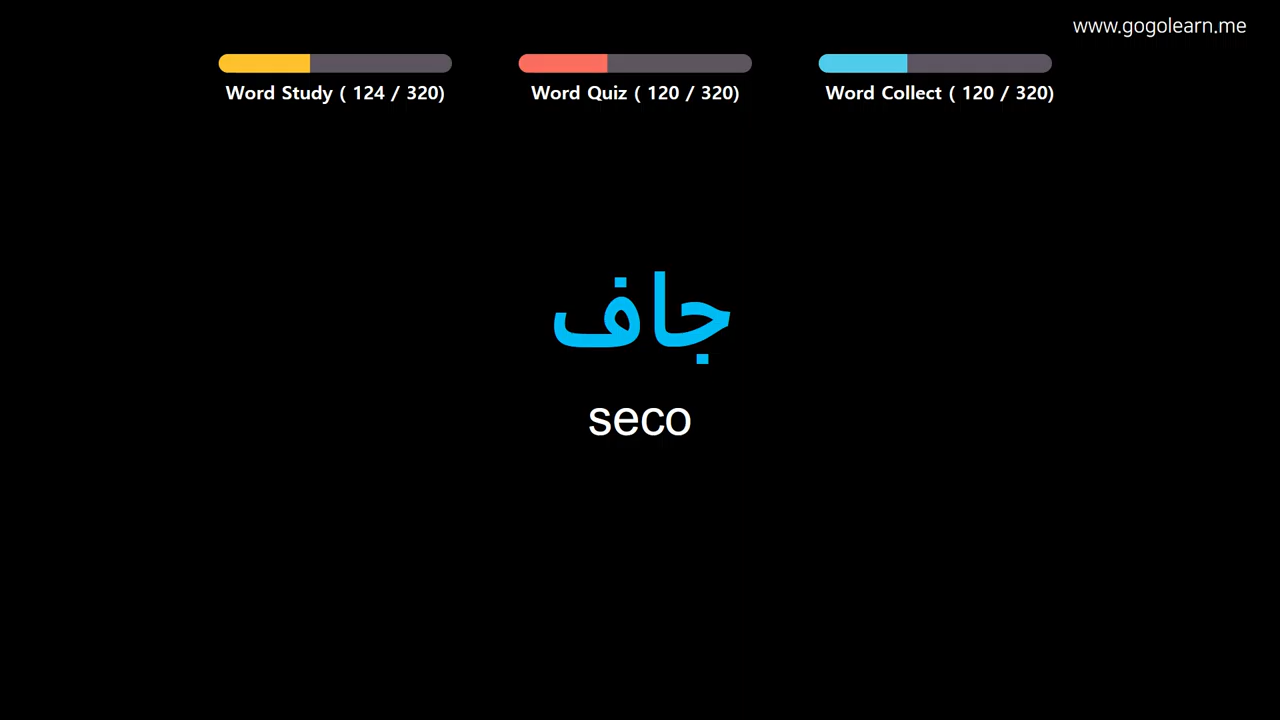 www.gogolearn.me
Word Study ( 124 / 320)
Word Quiz ( 120 / 320)
Word Collect ( 120 / 320)
جاف
seco